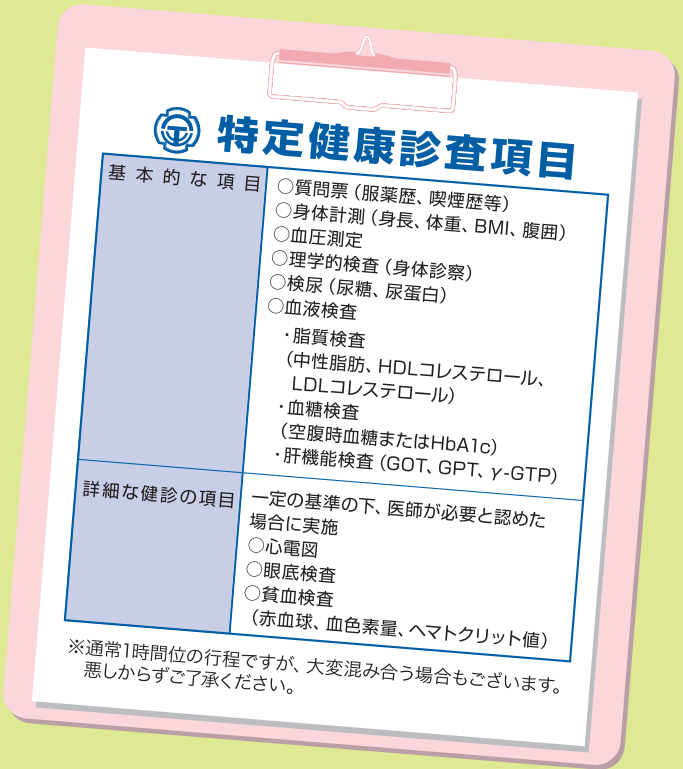 特定健康診査項目
基本的な項目
○質問票（服薬歴、喫煙歴等）
○身体計測（身長、体重、BMI、腹囲）
○血圧測定
○理学的検査（身体診察）
○検尿（尿糖、尿蛋白）
○血液検査
・脂質検査
（中性脂肪、HDLコレステロール、
LDLコレステロール）
・血糖検査
（空腹時血糖またはHbA1c）
・肝機能検査（GOT、GPT、γ-GTP）
詳細な健診の項目
一定の基準の下、医師が必要と認めた
場合に実施
○心電図
○眼底検査
○貧血検査
（赤血球、血色素量、ヘマトクリット値）
※通常1時間位の行程ですが、大変混み合う場合もございます。
悪しからずご了承ください。